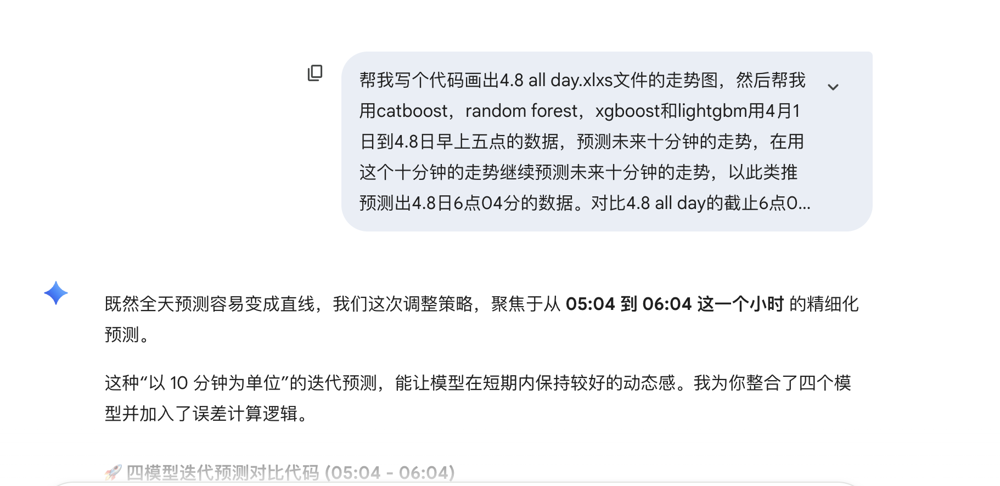 帮我写个代码画出4.8 all day.xlxs文件的走势图，然后帮我
用catboost，random forest，xgboost和lightgbm用4月1
日到4.8日早上五点的数据，预测未来十分钟的走势，在用
这个十分钟的走势继续预测未来十分钟的走势，以此类推
预测出4.8日6点04分的数据。对比4.8 all day的截止6点0...
既然全天预测容易变成直线，我们这次调整策略，聚焦于从 05:04 到 06:04 这一个小时 的精细化
预测。
这种“以 10 分钟为单位”的迭代预测，能让模型在短期内保持较好的动态感。我为你整合了四个模
型并加入了误差计算逻辑。
🚀 四模型迭代预测对比代码 (05:04 - 06:04)